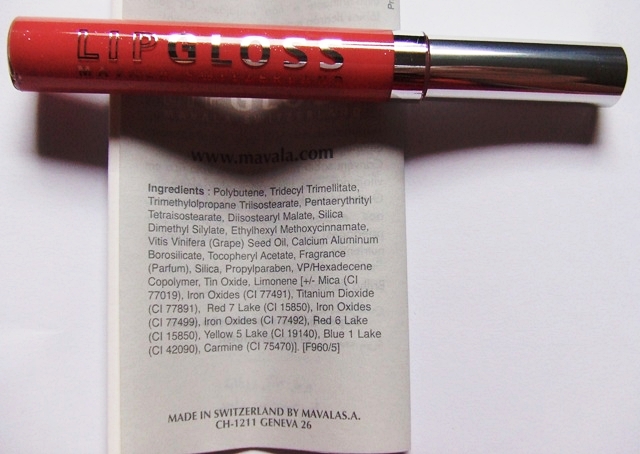 LIPGLOSS
www.mavala.com
Ingredients : Polybutene, Tridecyl Trimellitate,
Trimethylolpropane Triisostearate, Pentaerythrityl
Tetraisostearate, Diisostearyl Malate, Silica
Dimethyl Silylate, Ethylhexyl Methoxycinnamate,
Vitis Vinifera (Grape) Seed Oil, Calcium Aluminum
Borosilicate, Tocopheryl Acetate, Fragrance
(Parfum), Silica, Propylparaben, VP/Hexadecene
Copolymer, Tin Oxide, Limonene [+/- Mica (CI
77019), Iron Oxides (CI 77491), Titanium Dioxide
(CI 77891), Red 7 Lake (CI 15850), Iron Oxides
(CI 77499), Iron Oxides (CI 77492), Red 6 Lake
(CI 15850), Yellow 5 Lake (CI 19140), Blue 1 Lake
(CI 42090), Carmine (CI 75470)]. [F960/5]
MADE IN SWITZERLAND BY MAVALA S.A.
CH-1211 GENEVA 26